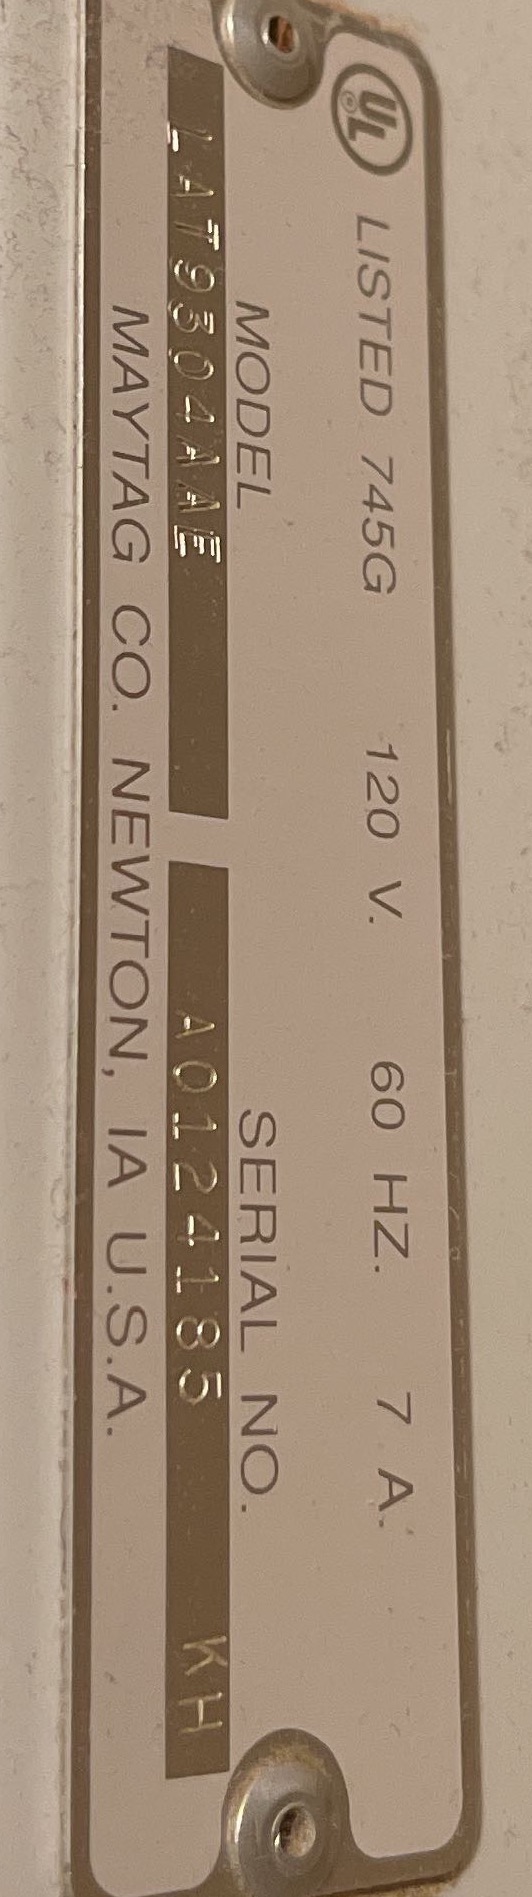 UL® LISTED 745G 120 V. 60 HZ. 7 A.
MODEL SERIAL NO.
LAT9304AAE A0124185 KH
MAYTAG CO. NEWTON, IA U.S.A.